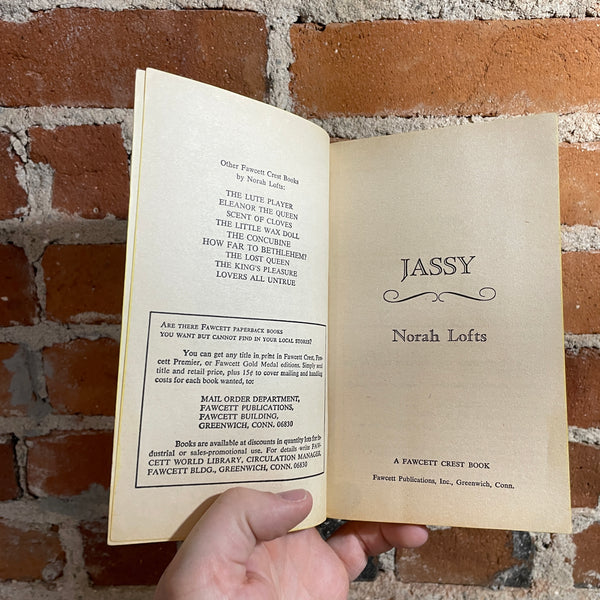 Other Fawcett Crest Books
by Norah Lofts:
THE LUTE PLAYER
ELEANOR THE QUEEN
SCENT OF CLOVES
THE LITTLE WAX DOLL
THE CONCUBINE
HOW FAR TO BETHLEHEM?
THE LOST QUEEN
THE KING'S PLEASURE
LOVERS ALL UNTRUE
ARE THERE FAWCETT PAPERBACK BOOKS
YOU WANT BUT CANNOT FIND IN YOUR LOCAL STORES?
You can get any title in print in Fawcett Crest, Faw-
cett Premier, or Fawcett Gold Medal editions. Simply send
title and retail price, plus 15¢ to cover mailing and handling
costs for each book wanted, to:
MAIL ORDER DEPARTMENT,
FAWCETT PUBLICATIONS,
FAWCETT BUILDING,
GREENWICH, CONN. 06830
Books are available at discounts in quantity lots for in-
dustrial or sales-promotional use. For details write FAW-
CETT WORLD LIBRARY, CIRCULATION MANAGER,
FAWCETT BLDG., GREENWICH, CONN. 06830
JASSY
Norah Lofts
A FAWCETT CREST BOOK
Fawcett Publications, Inc., Greenwich, Conn.